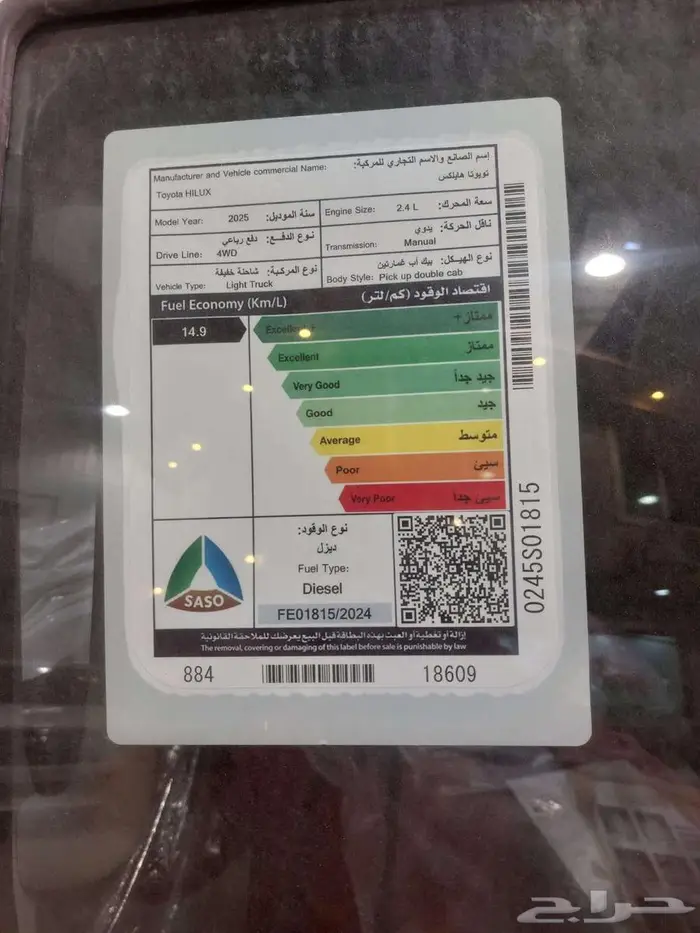 Manufacturer and Vehicle commercial Name: إسم الصانع والاسم التجاري للمركبة:
Toyota HILUX تويوتا هايلكس
Model Year: 2025 سنة الموديل:
Engine Size: 2.4 L سعة المحرك:
Drive Line: 4WD نوع الدفع: دفع رباعي
Transmission: Manual ناقل الحركة: يدوي
Vehicle Type: Light Truck نوع المركبة: شاحنة خفيفة
Body Style: Pick up double cab نوع الهيكل: بيك أب غمارتين
Fuel Economy (Km/L) اقتصاد الوقود (كم/لتر)
14.9
Excellent + ممتاز+
Excellent ممتاز
Very Good جيد جداً
Good جيد
Average متوسط
Poor سيئ
Very Poor سيئ جداً
SASO
نوع الوقود:
ديزل
Fuel Type:
Diesel
FE01815/2024
إزالة أو تغطية أو العبث بهذه البطاقة قبل البيع يعرضك للملاحقة القانونية
The removal, covering or damaging of this label before sale is punishable by law
884 18609
0245S01815
حراج